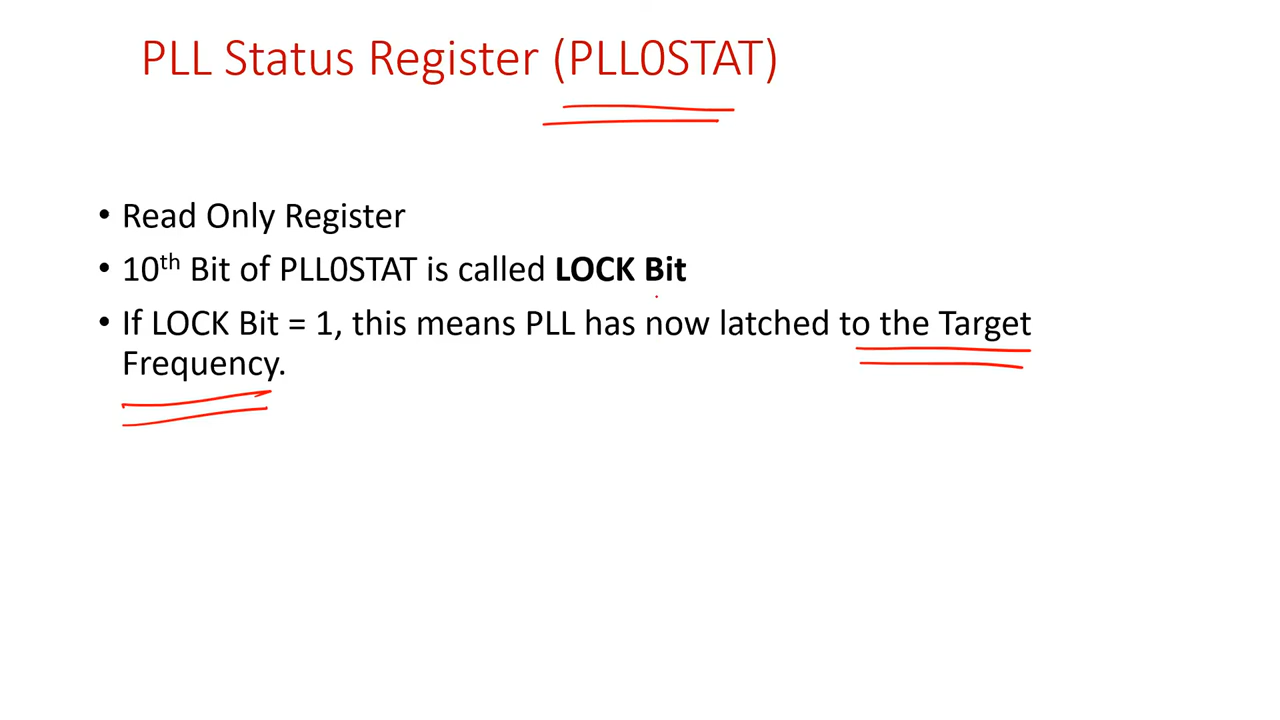 PLL Status Register (PLL0STAT)
• Read Only Register
• 10th Bit of PLL0STAT is called LOCK Bit
• If LOCK Bit = 1, this means PLL has now latched to the Target
Frequency.